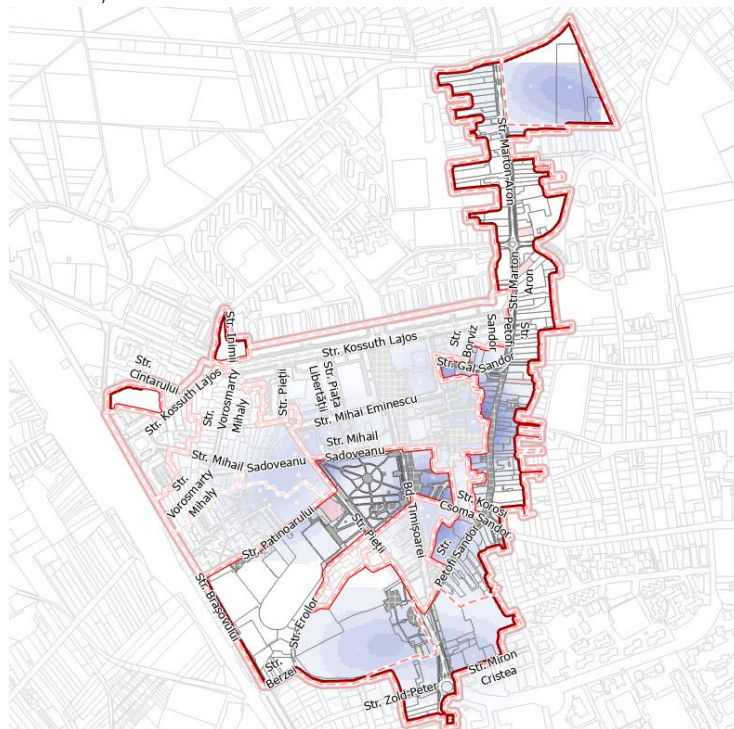 Str. Marton Aron
Str. Marton
Aron
Str.
Petofi
Sandor
Str.
Borviz
Str. Gal Sandor
Str. Inimii
Str. Kossuth Lajos
Str.
Cintarului
Str. Kossuth Lajos
Str.
Vorosmarty
Mihaly
Str. Pieții
Str. Piața
Libertății
Str. Mihai Eminescu
Str. Mihail
Sadoveanu
Str. Mihail Sadoveanu
Str.
Vorosmarty
Mihaly
Str. Korosi
Csoma Sandor
Bd. Timișoarei
Str. Pieții
Str. Patinoarului
Str.
Petofi Sandor
Str. Brașovului
Str. Eroilor
Str.
Berzei
Str. Miron
Cristea
Str. Zold Peter